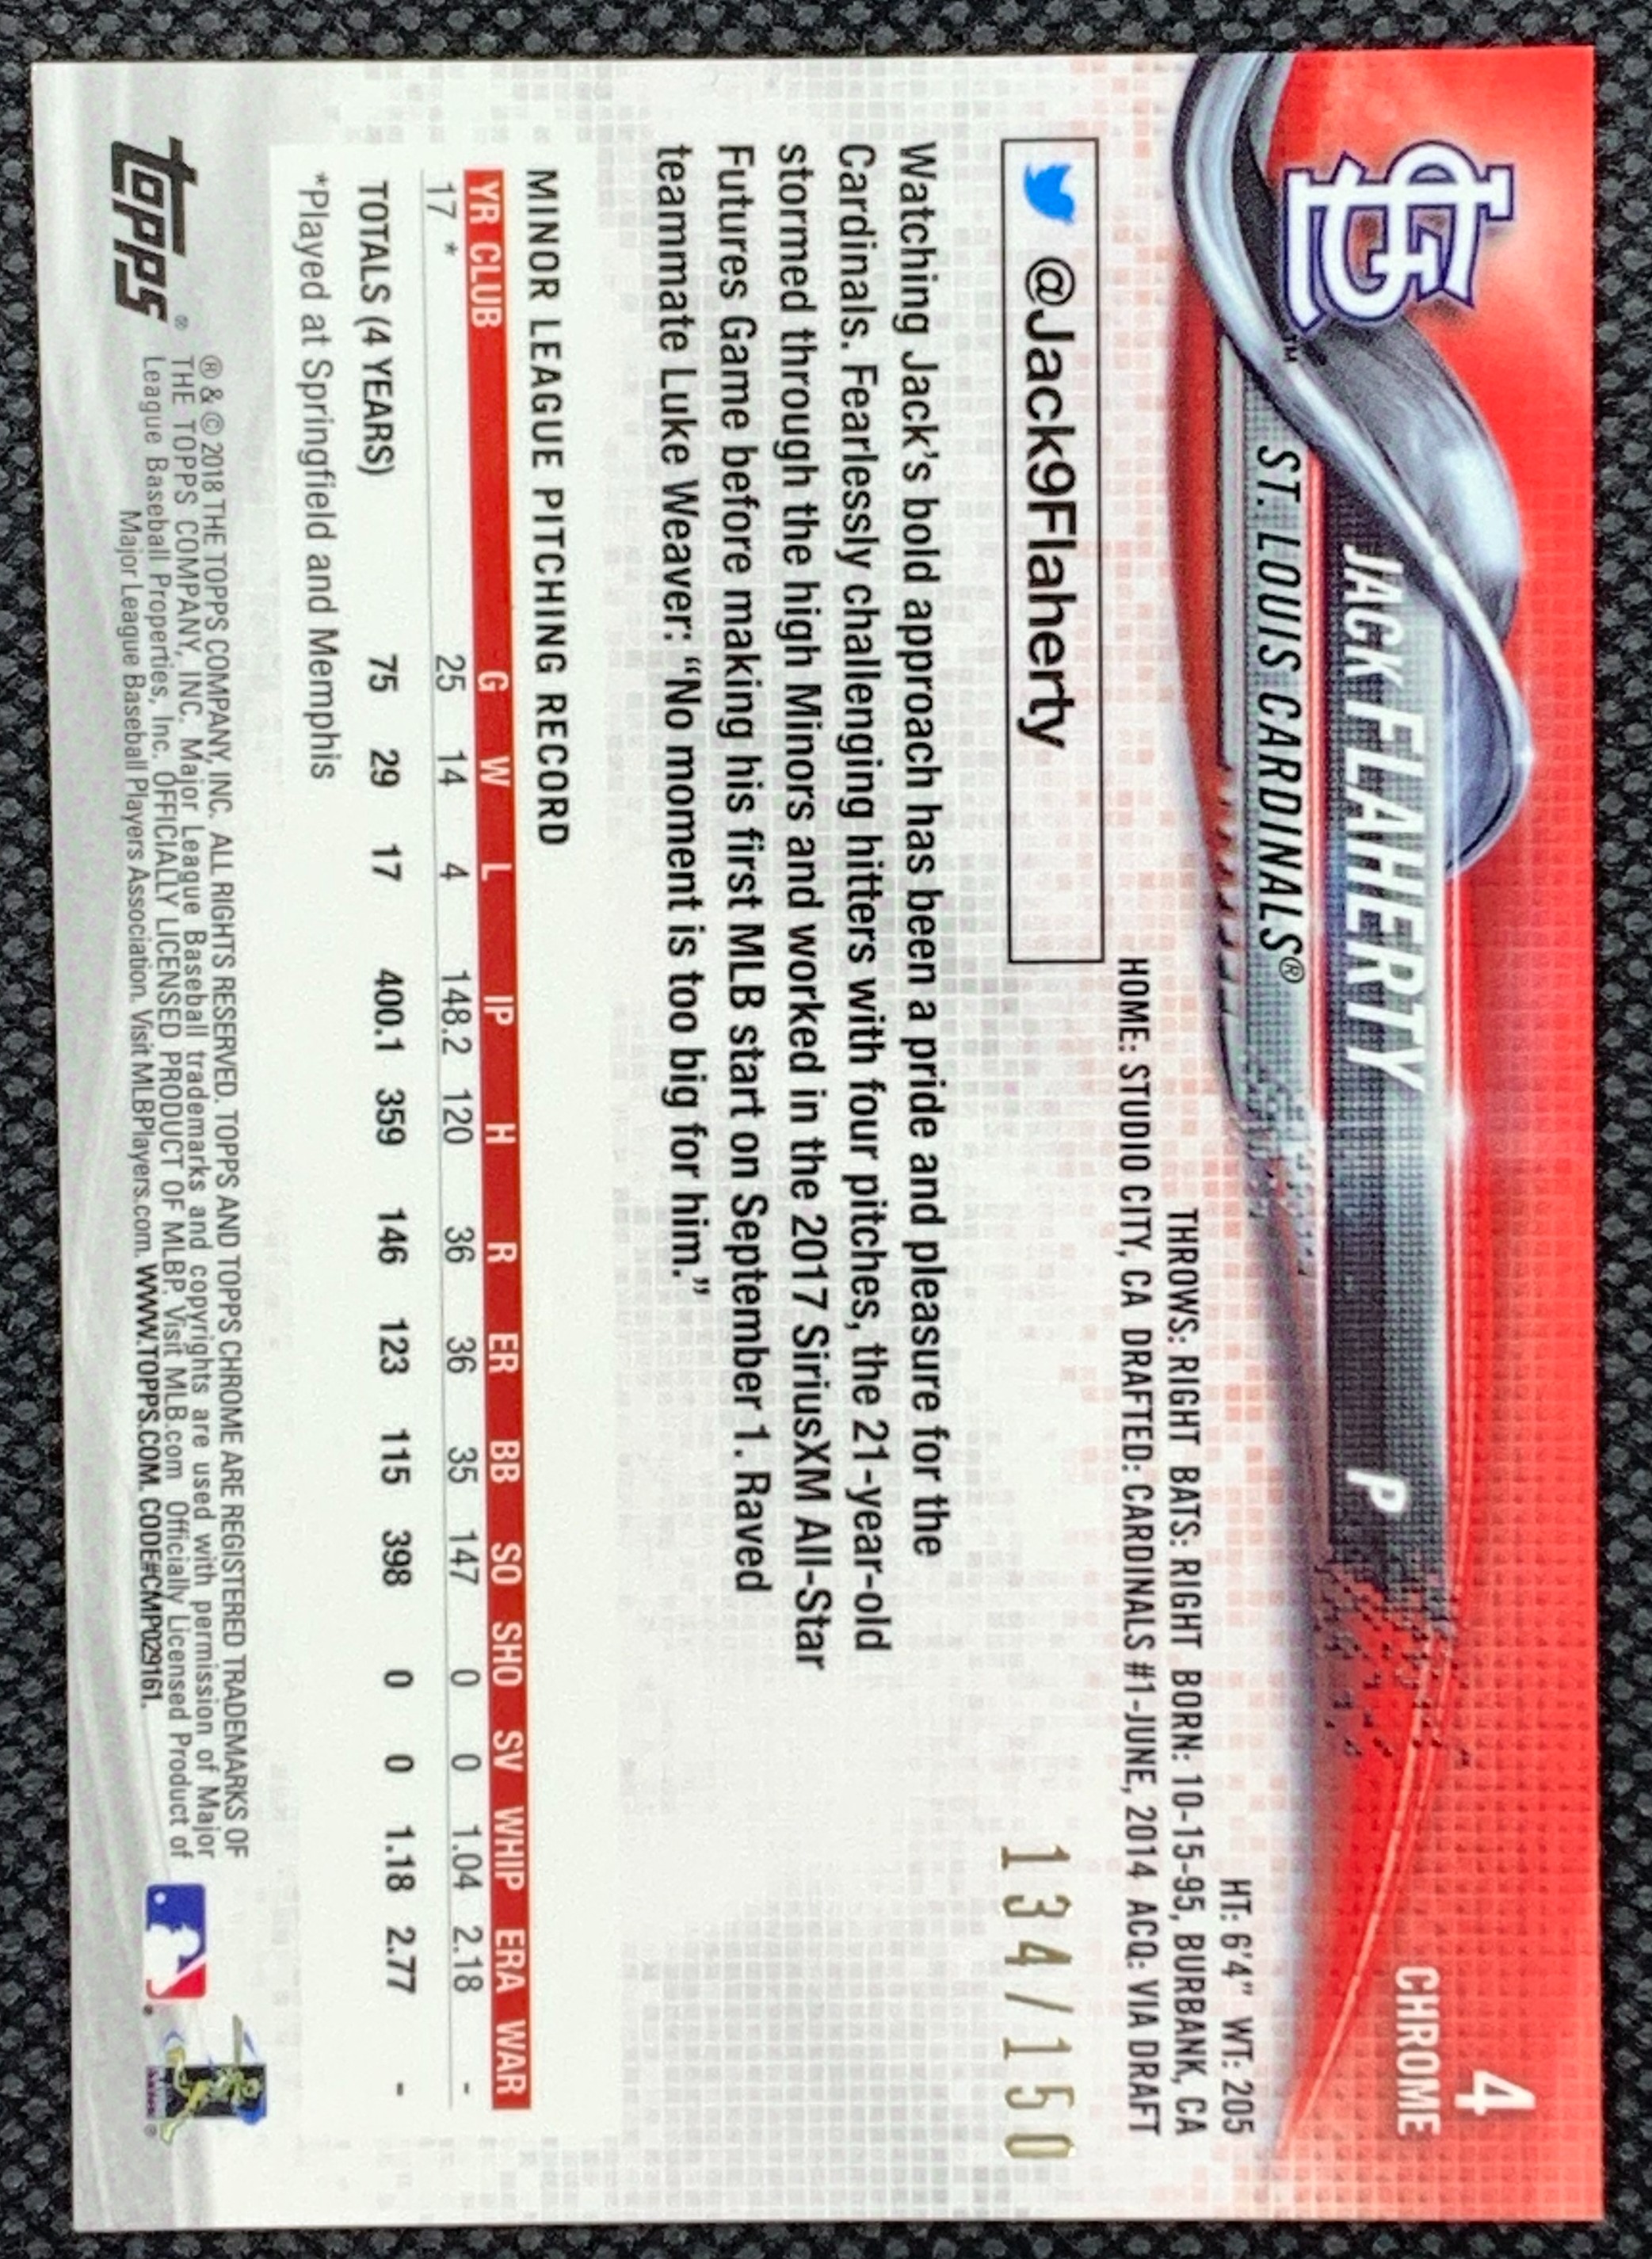 4
CHROME
STL™
JACK FLAHERTY P
ST. LOUIS CARDINALS®
HT: 6'4" WT: 205
THROWS: RIGHT BATS: RIGHT BORN: 10-15-95, BURBANK, CA
HOME: STUDIO CITY, CA DRAFTED: CARDINALS #1-JUNE, 2014 ACQ: VIA DRAFT
@Jack9Flaherty
134/150
Watching Jack's bold approach has been a pride and pleasure for the
Cardinals. Fearlessly challenging hitters with four pitches, the 21-year-old
stormed through the high Minors and worked in the 2017 SiriusXM All-Star
Futures Game before making his first MLB start on September 1. Raved
teammate Luke Weaver: “No moment is too big for him.”
MINOR LEAGUE PITCHING RECORD
YR CLUB G W L IP H R ER BB SO SHO SV WHIP ERA WAR
17 * 25 14 4 148.2 120 36 36 35 147 0 0 1.04 2.18 -
TOTALS (4 YEARS) 75 29 17 400.1 359 146 123 115 398 0 0 1.18 2.77 -
*Played at Springfield and Memphis
topps®
® & © 2018 THE TOPPS COMPANY, INC. ALL RIGHTS RESERVED. TOPPS AND TOPPS CHROME ARE REGISTERED TRADEMARKS OF
THE TOPPS COMPANY, INC. Major League Baseball trademarks and copyrights are used with permission of Major
League Baseball Properties, Inc. OFFICIALLY LICENSED PRODUCT OF MLBP. Visit MLB.com Officially Licensed Product of
Major League Baseball Players Association. Visit MLBPlayers.com. WWW.TOPPS.COM. CODE#CMP029161.